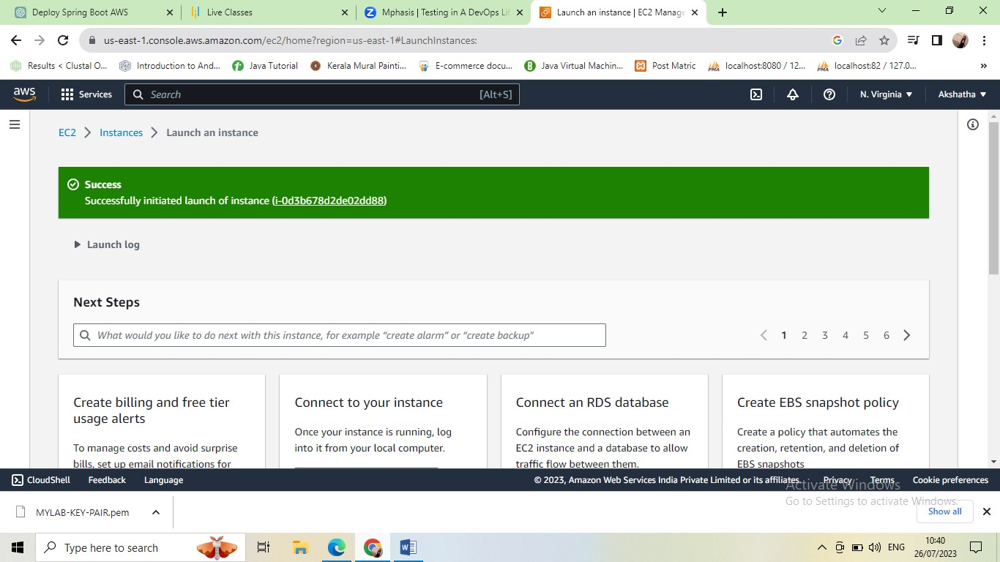 Deploy Spring Boot AWS
Live Classes
Mphasis | Testing in A DevOps Lif
Launch an instance | EC2 Manage
us-east-1.console.aws.amazon.com/ec2/home?region=us-east-1#LaunchInstances:
Results < Clustal O...
Introduction to And...
Java Tutorial
Kerala Mural Painti...
E-commerce docu...
Java Virtual Machin...
Post Matric
localhost:8080 / 12...
localhost:82 / 127.0...
»
aws
Services
Search
[Alt+S]
N. Virginia
Akshatha
EC2
Instances
Launch an instance
Success
Successfully initiated launch of instance (i-0d3b678d2de02dd88)
Launch log
Next Steps
What would you like to do next with this instance, for example “create alarm” or “create backup”
1 2 3 4 5 6
Create billing and free tier
usage alerts
To manage costs and avoid surprise
bills, set up email notifications for
Connect to your instance
Once your instance is running, log
into it from your local computer.
Connect an RDS database
Configure the connection between an
EC2 instance and a database to allow
traffic flow between them.
Create EBS snapshot policy
Create a policy that automates the
creation, retention, and deletion of
EBS snapshots
CloudShell
Feedback
Language
© 2023, Amazon Web Services India Private Limited or its affiliates.
Privacy
Terms
Cookie preferences
Activate Windows
Go to Settings to activate Windows.
MYLAB-KEY-PAIR.pem
Show all
Type here to search
ENG
10:40
26/07/2023